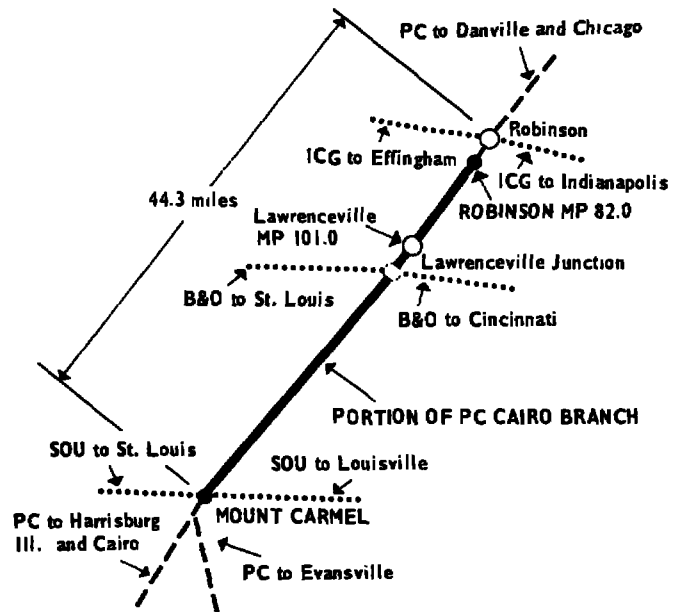 PC to Danville and Chicago
Robinson
ICG to Effingham
ICG to Indianapolis
44.3 miles
ROBINSON MP 82.0
Lawrenceville
MP 101.0
Lawrenceville Junction
B&O to St. Louis
B&O to Cincinnati
PORTION OF PC CAIRO BRANCH
SOU to St. Louis
SOU to Louisville
MOUNT CARMEL
PC to Harrisburg
Ill. and Cairo
PC to Evansville